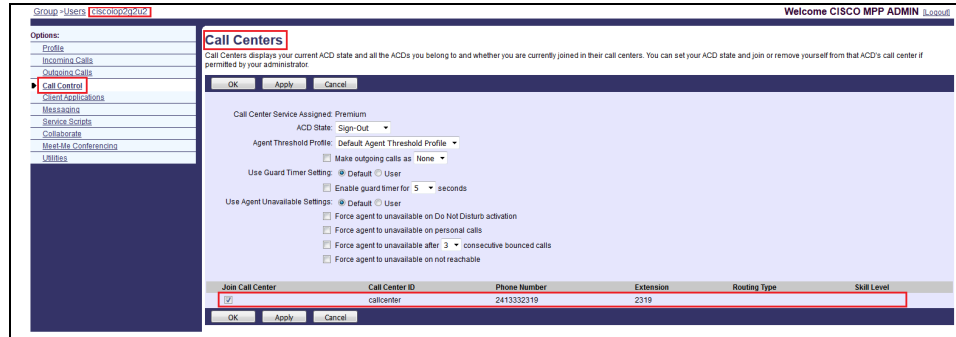 Group >Users : ciscoiop2q2u2
Welcome CISCO MPP ADMIN [Logout]
Options:
Profile
Incoming Calls
Outgoing Calls
Call Control
Client Applications
Messaging
Service Scripts
Collaborate
Meet-Me Conferencing
Utilities
Call Centers
Call Centers displays your current ACD state and all the ACDs you belong to and whether you are currently joined in their call centers. You can set your ACD state and join or remove yourself from that ACD's call center if
permitted by your administrator.
OK Apply Cancel
Call Center Service Assigned: Premium
ACD State: Sign-Out
Agent Threshold Profile: Default Agent Threshold Profile
Make outgoing calls as None
Use Guard Timer Setting: Default User
Enable guard timer for 5 seconds
Use Agent Unavailable Settings: Default User
Force agent to unavailable on Do Not Disturb activation
Force agent to unavailable on personal calls
Force agent to unavailable after 3 consecutive bounced calls
Force agent to unavailable on not reachable
Join Call Center Call Center ID Phone Number Extension Routing Type Skill Level
callcenter 2413332319 2319
OK Apply Cancel